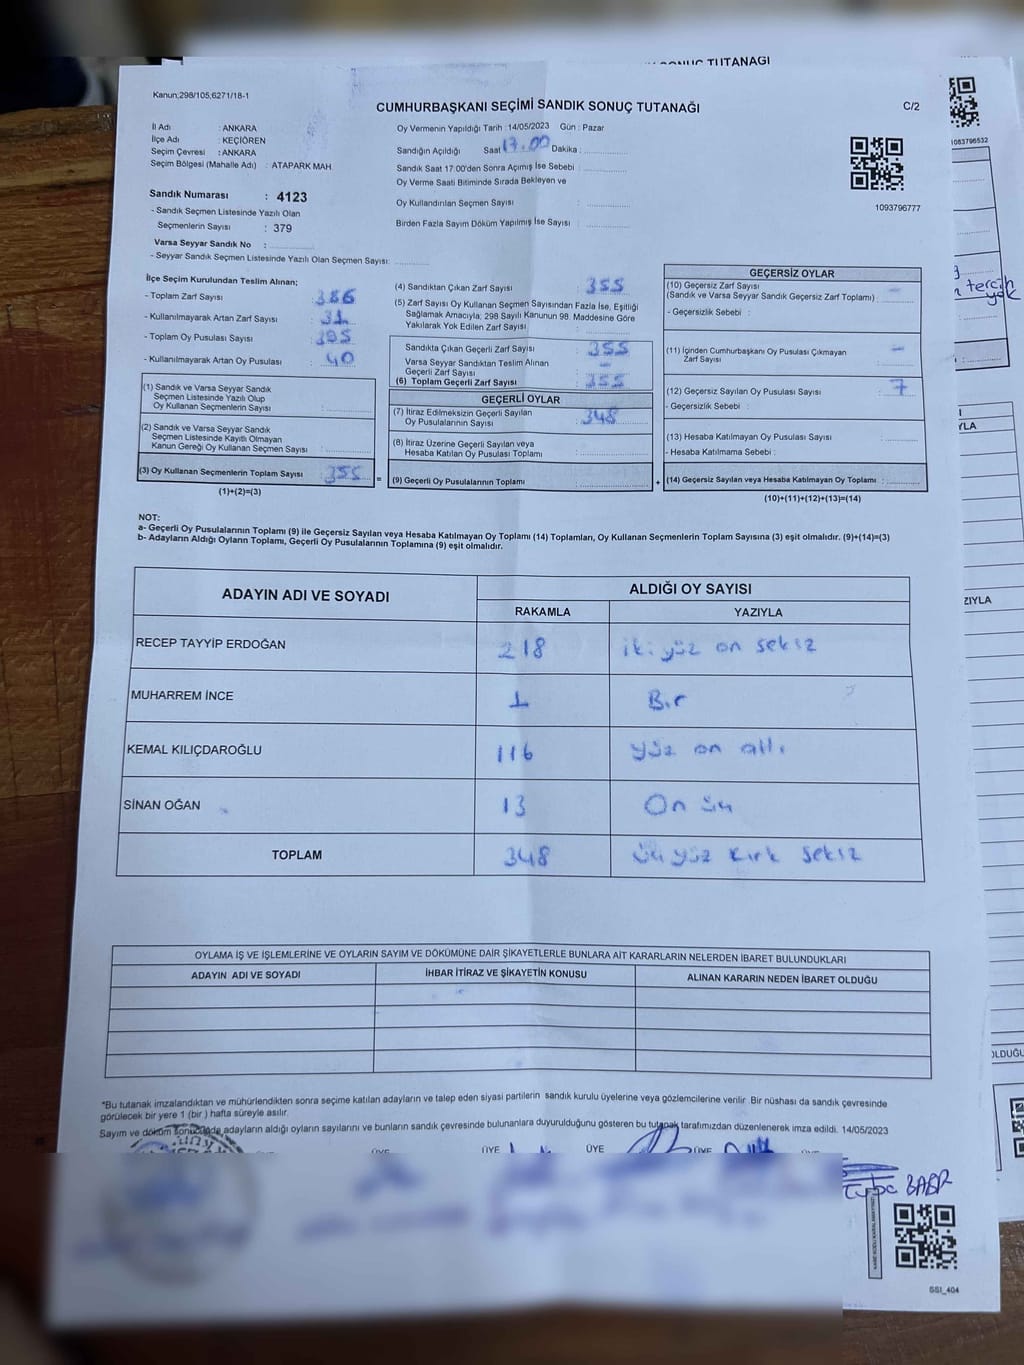 SONUÇ TUTANAĞI
Kanun;298/105,6271/18-1
CUMHURBAŞKANI SEÇİMİ SANDIK SONUÇ TUTANAĞI
C/2
İl Adı : ANKARA
İlçe Adı : KEÇİÖREN
Seçim Çevresi : ANKARA
Seçim Bölgesi (Mahalle Adı) : ATAPARK MAH.
Oy Vermenin Yapıldığı Tarih :14/05/2023 Gün : Pazar
Sandığın Açıldığı Saat 17.00 Dakika :
Sandık Saat 17:00'den Sonra Açımış İse Sebebi :
Oy Verme Saati Bitiminde Sırada Bekleyen ve
Oy Kullandırılan Seçmen Sayısı :
Birden Fazla Sayım Döküm Yapılmış İse Sayısı :
1093796777
Sandık Numarası : 4123
- Sandık Seçmen Listesinde Yazılı Olan
Seçmenlerin Sayısı : 379
Varsa Seyyar Sandık No :
- Seyyar Sandık Seçmen Listesinde Yazılı Olan Seçmen Sayısı:
İlçe Seçim Kurulundan Teslim Alınan;
- Toplam Zarf Sayısı : 386
- Kullanılmayarak Artan Zarf Sayısı : 31
- Toplam Oy Pusulası Sayısı : 395
- Kullanılmayarak Artan Oy Pusulası : 40
(1) Sandık ve Varsa Seyyar Sandık
Seçmen Listesinde Yazılı Olup
Oy Kullanan Seçmenlerin Sayısı :
(2) Sandık ve Varsa Seyyar Sandık
Seçmen Listesinde Kayıtlı Olmayan
Kanun Gereği Oy Kullanan Seçmen Sayısı :
(3) Oy Kullanan Seçmenlerin Toplam Sayısı : 355 =
(1)+(2)=(3)
(4) Sandıktan Çıkan Zarf Sayısı : 355
(5) Zarf Sayısı Oy Kullanan Seçmen Sayısından Fazla İse, Eşitliği
Sağlamak Amacıyla; 298 Sayılı Kanunun 98. Maddesine Göre
Yakılarak Yok Edilen Zarf Sayısı :
Sandıkta Çıkan Geçerli Zarf Sayısı : 355
Varsa Seyyar Sandıktan Teslim Alınan
Geçerli Zarf Sayısı : -
(6) Toplam Geçerli Zarf Sayısı : 355
GEÇERLİ OYLAR
(7) İtiraz Edilmeksizin Geçerli Sayılan
Oy Pusulalarının Sayısı : 348
(8) İtiraz Üzerine Geçerli Sayılan veya
Hesaba Katılan Oy Pusulası Toplamı :
(9) Geçerli Oy Pusulalarının Toplamı : +
GEÇERSİZ OYLAR
(10) Geçersiz Zarf Sayısı
(Sandık ve Varsa Seyyar Sandık Geçersiz Zarf Toplamı) : -
- Geçersizlik Sebebi :
(11) İçinden Cumhurbaşkanı Oy Pusulası Çıkmayan
Zarf Sayısı : -
(12) Geçersiz Sayılan Oy Pusulası Sayısı : 7
- Geçersizlik Sebebi :
(13) Hesaba Katılmayan Oy Pusulası Sayısı :
- Hesaba Katılmama Sebebi :
(14) Geçersiz Sayılan veya Hesaba Katılmayan Oy Toplamı :
(10)+(11)+(12)+(13)=(14)
NOT:
a- Geçerli Oy Pusulalarının Toplamı (9) ile Geçersiz Sayılan veya Hesaba Katılmayan Oy Toplamı (14) Toplamları, Oy Kullanan Seçmenlerin Toplam Sayısına (3) eşit olmalıdır. (9)+(14)=(3)
b- Adayların Aldığı Oyların Toplamı, Geçerli Oy Pusulalarının Toplamına (9) eşit olmalıdır.
ADAYIN ADI VE SOYADI
ALDIĞI OY SAYISI
RAKAMLA YAZIYLA
RECEP TAYYİP ERDOĞAN 218 iki yüz on sekiz
MUHARREM İNCE 1 Bir
KEMAL KILIÇDAROĞLU 116 yüz on altı
SİNAN OĞAN 13 On üç
TOPLAM 348 üç yüz kırk sekiz
OYLAMA İŞ VE İŞLEMLERİNE VE OYLARIN SAYIM VE DÖKÜMÜNE DAİR ŞİKAYETLERLE BUNLARA AİT KARARLARIN NELERDEN İBARET BULUNDUKLARI
ADAYIN ADI VE SOYADI İHBAR İTİRAZ VE ŞİKAYETİN KONUSU ALINAN KARARIN NEDEN İBARET OLDUĞU
*Bu tutanak imzalandıktan ve mühürlendikten sonra seçime katılan adayların ve talep eden siyasi partilerin sandık kurulu üyelerine veya gözlemcilerine verilir. Bir nüshası da sandık çevresinde
görülecek bir yere 1 (bir) hafta süreyle asılır.
Sayım ve döküm sonucunda adayların aldığı oyların sayılarını ve bunların sandık çevresinde bulunanlara duyurulduğunu gösteren bu tutanak tarafımızdan düzenlenerek imza edildi. 14/05/2023
ÜYE ÜYE ÜYE ÜYE
SSI_404
1083796532
tercih
yok
YLA
YAZIYLA
OLDUĞU